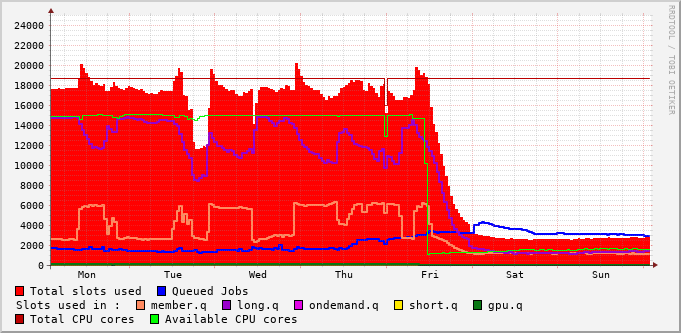 24000
22000
20000
18000
16000
14000
12000
10000
8000
6000
4000
2000
0
Mon Tue Wed Thu Fri Sat Sun
Total slots used Queued Jobs
Slots used in : member.q long.q ondemand.q short.q gpu.q
Total CPU cores Available CPU cores
RRDTOOL / TOBI OETIKER